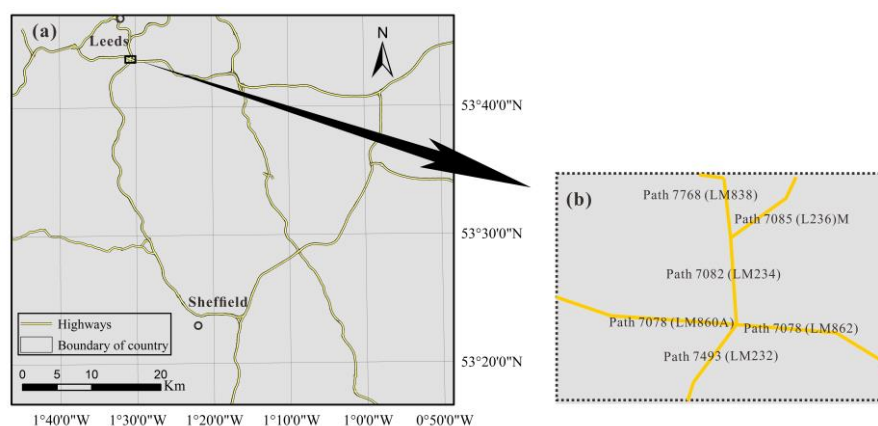 (a)
Leeds
N
53°40'0"N
53°30'0"N
Sheffield
Highways
Boundary of country
53°20'0"N
0 5 10 20
Km
1°40'0"W 1°30'0"W 1°20'0"W 1°10'0"W 1°0'0"W 0°50'0"W
(b)
Path 7768 (LM838)
Path 7085 (L236)M
Path 7082 (LM234)
Path 7078 (LM860A) Path 7078 (LM862)
Path 7493 (LM232)